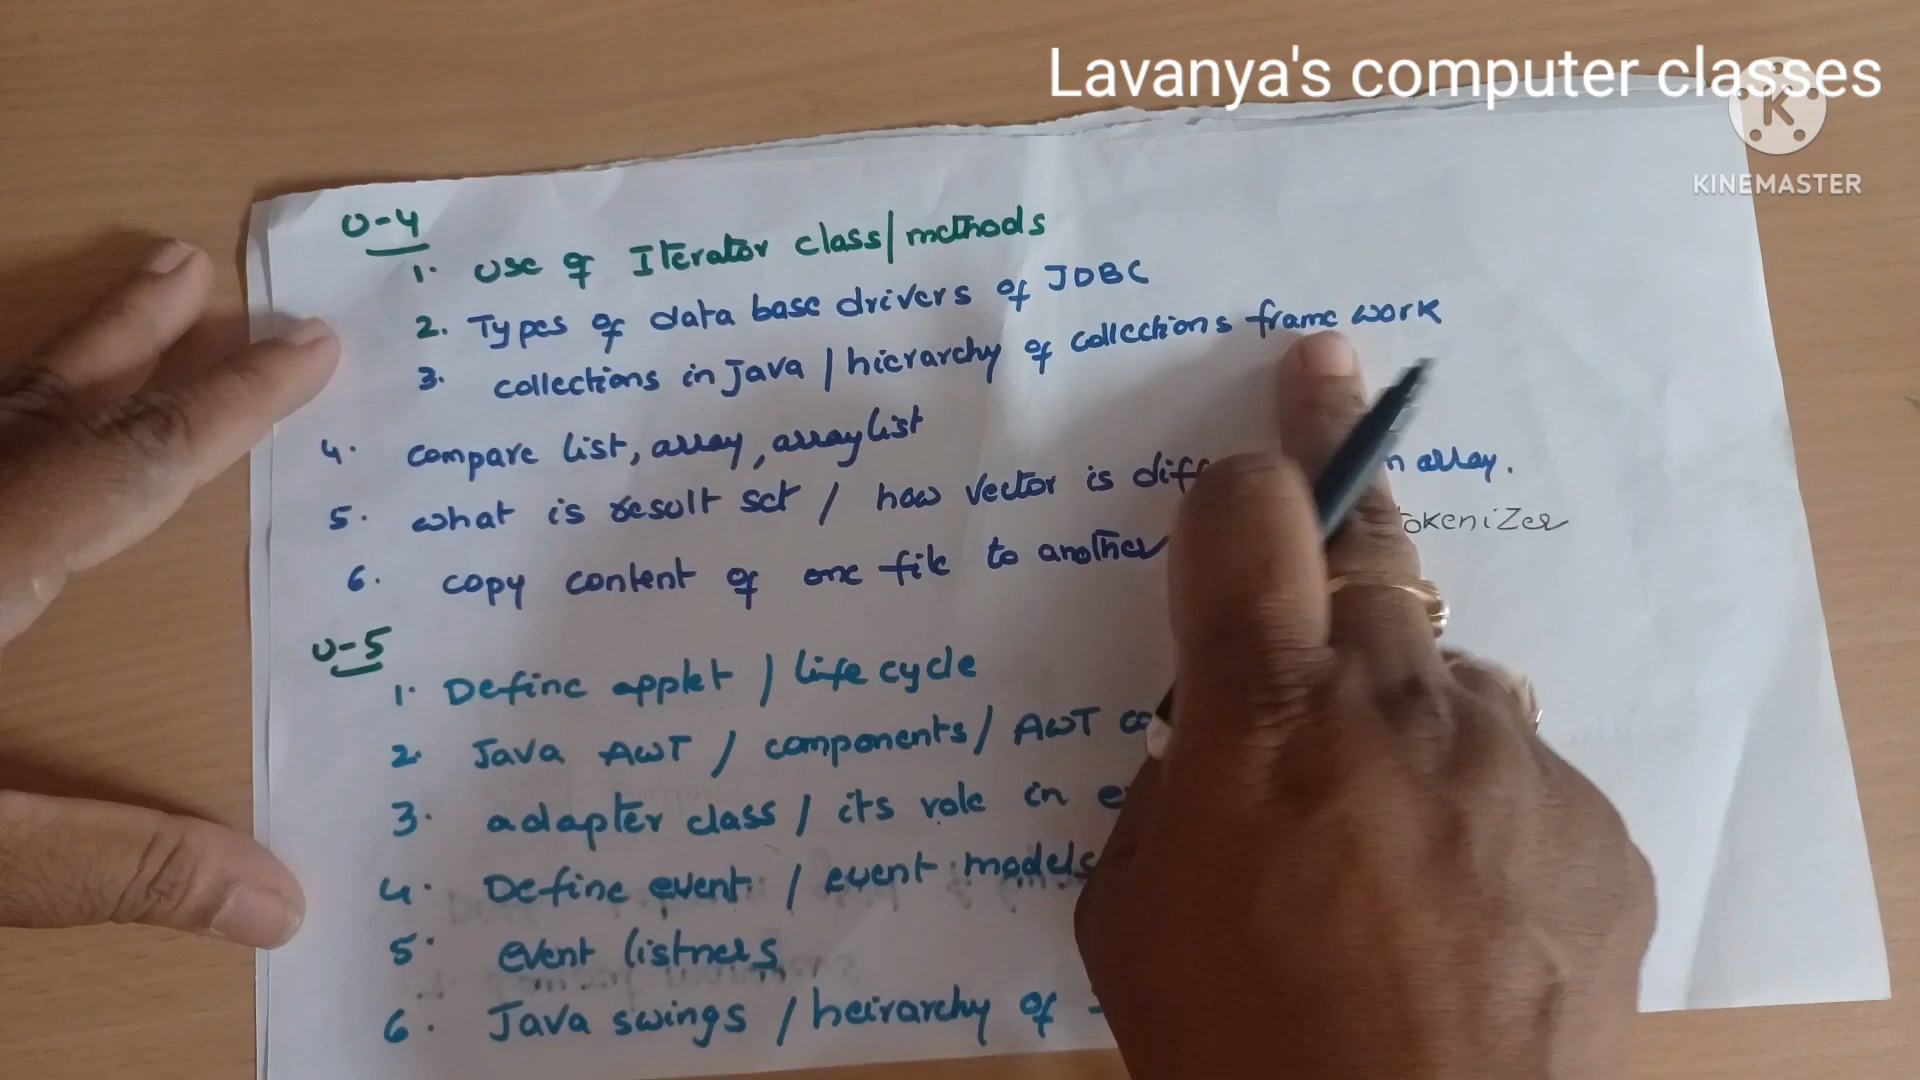 Lavanya's computer classes
KINEMASTER
U-4
1. use of Iterator class/methods
2. Types of data base drivers of JDBC
3. collections in Java / hierarchy of collections frame work
4. compare list, array, arraylist
5. what is result set / how vector is diff array.
6. copy content of one file to another
U-5
1. Define applet / life cycle
2. Java AWT / components / AWT
3. adapter class / its role in
4. Define event / event models
5. event listners
6. Java swings / heirarchy of